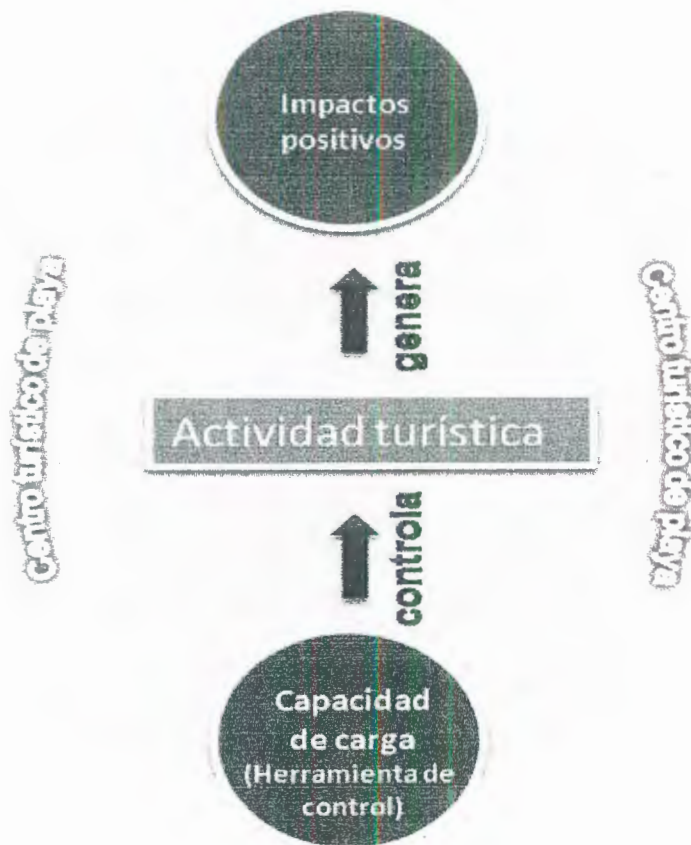 Impactos
positivos
genera
Centro turístico de playa
Centro turístico de playa
Actividad turística
controla
Capacidad
de carga
(Herramienta de
control)